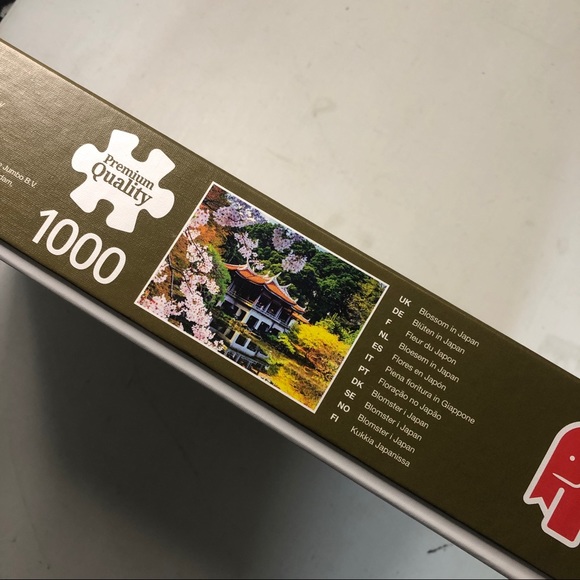 Jumbo B.V.
Premium
Quality
1000
UK Blossom in Japan
DE Blüten in Japan
F Fleur du Japon
NL Bloesem in Japan
ES Flores en Japón
IT Piena fioritura in Giappone
PT Floração no Japão
DK Blomster i Japan
SE Blomster i Japan
NO Blomster i Japan
FI Kukkia Japanissa